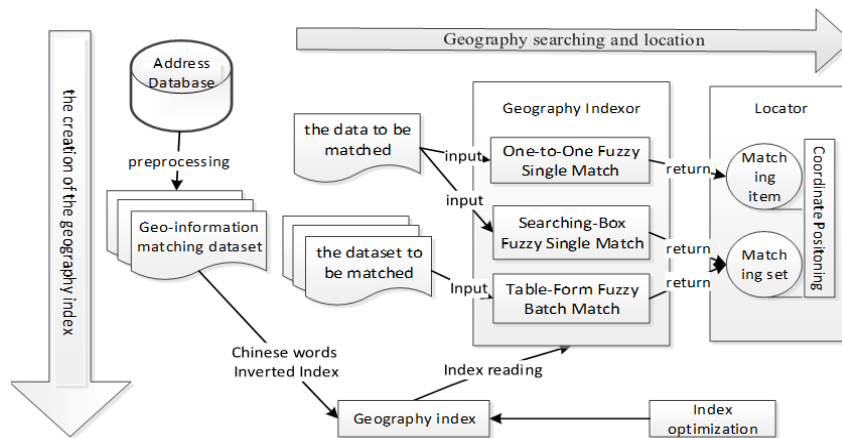 Geography searching and location
the creation of the geography index
Address
Database
preprocessing
Geo-information
matching dataset
the data to be
matched
the dataset to
be matched
input
input
Input
Geography Indexor
One-to-One Fuzzy
Single Match
Searching-Box
Fuzzy Single Match
Table-Form Fuzzy
Batch Match
return
return
return
Locator
Match
ing item
Match
ing set
Coordinate Positoning
Chinese words
Inverted Index
Index reading
Geography index
Index
optimization